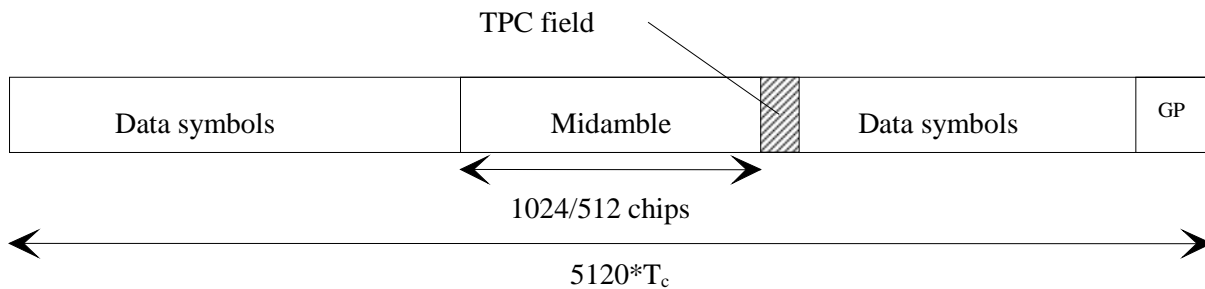 TPC field
Data symbols
Midamble
Data symbols
GP
1024/512 chips
5120*Tc